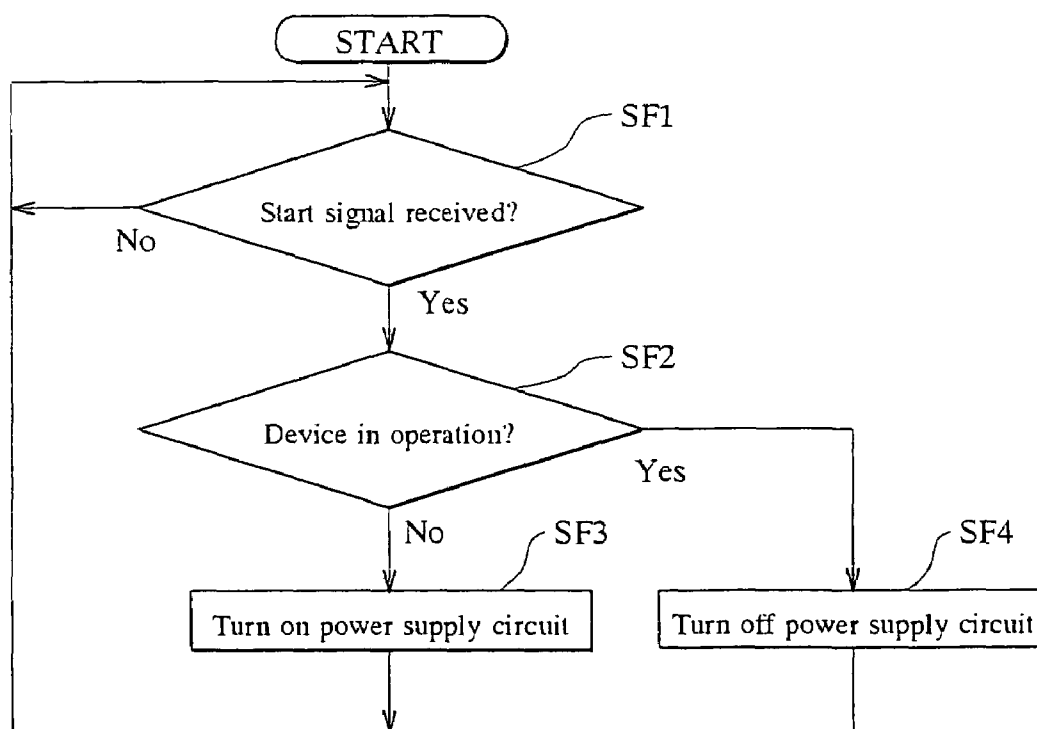 START
SF1
Start signal received?
No
Yes
SF2
Device in operation?
Yes
No
SF3
SF4
Turn on power supply circuit
Turn off power supply circuit